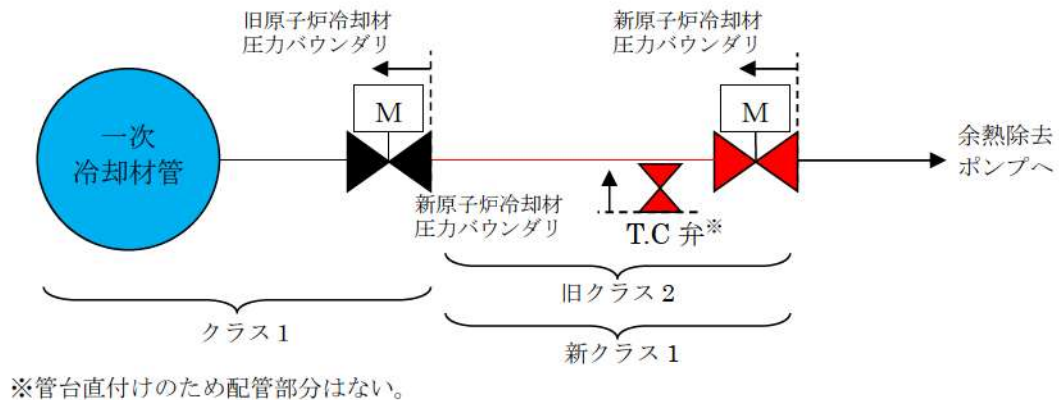 旧原子炉冷却材
圧力バウンダリ
新原子炉冷却材
圧力バウンダリ
M
M
一次
冷却材管
余熱除去
ポンプへ
新原子炉冷却材
圧力バウンダリ
T.C 弁※
旧クラス 2
クラス 1
新クラス 1
※管台直付けのため配管部分はない。